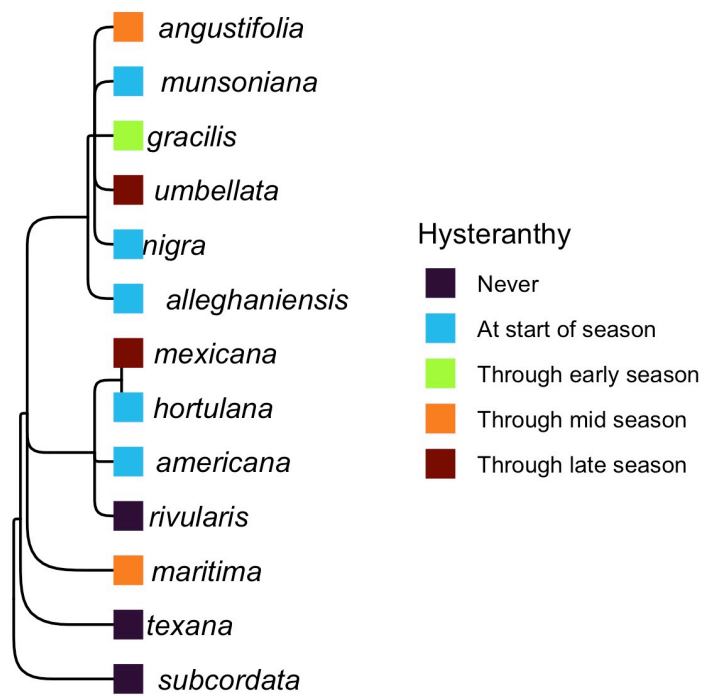 angustifolia
munsoniana
gracilis
umbellata
nigra
alleghaniensis
mexicana
hortulana
americana
rivularis
maritima
texana
subcordata
Hysteranthy
Never
At start of season
Through early season
Through mid season
Through late season